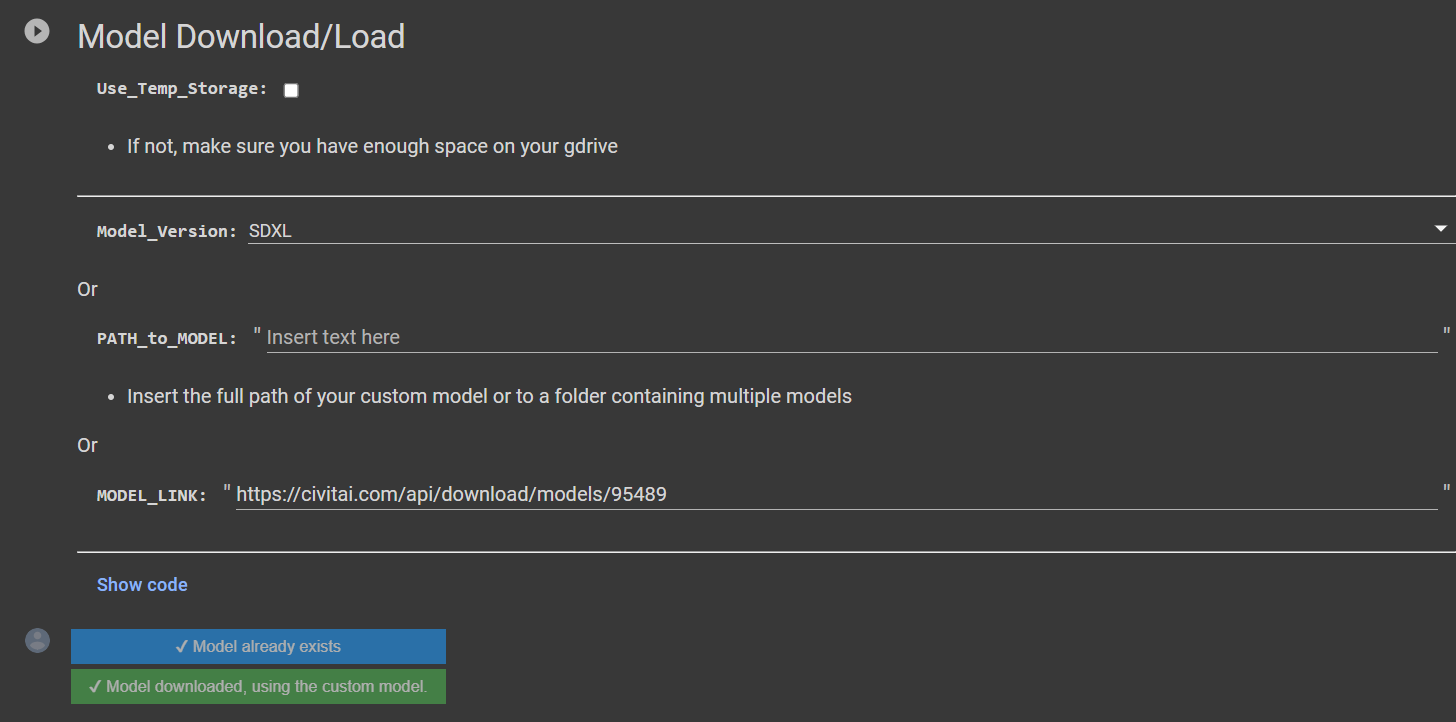 Model Download/Load
Use_Temp_Storage:
• If not, make sure you have enough space on your gdrive
Model_Version: SDXL
Or
PATH_to_MODEL: " Insert text here "
• Insert the full path of your custom model or to a folder containing multiple models
Or
MODEL_LINK: " https://civitai.com/api/download/models/95489 "
Show code
✔ Model already exists
✔ Model downloaded, using the custom model.